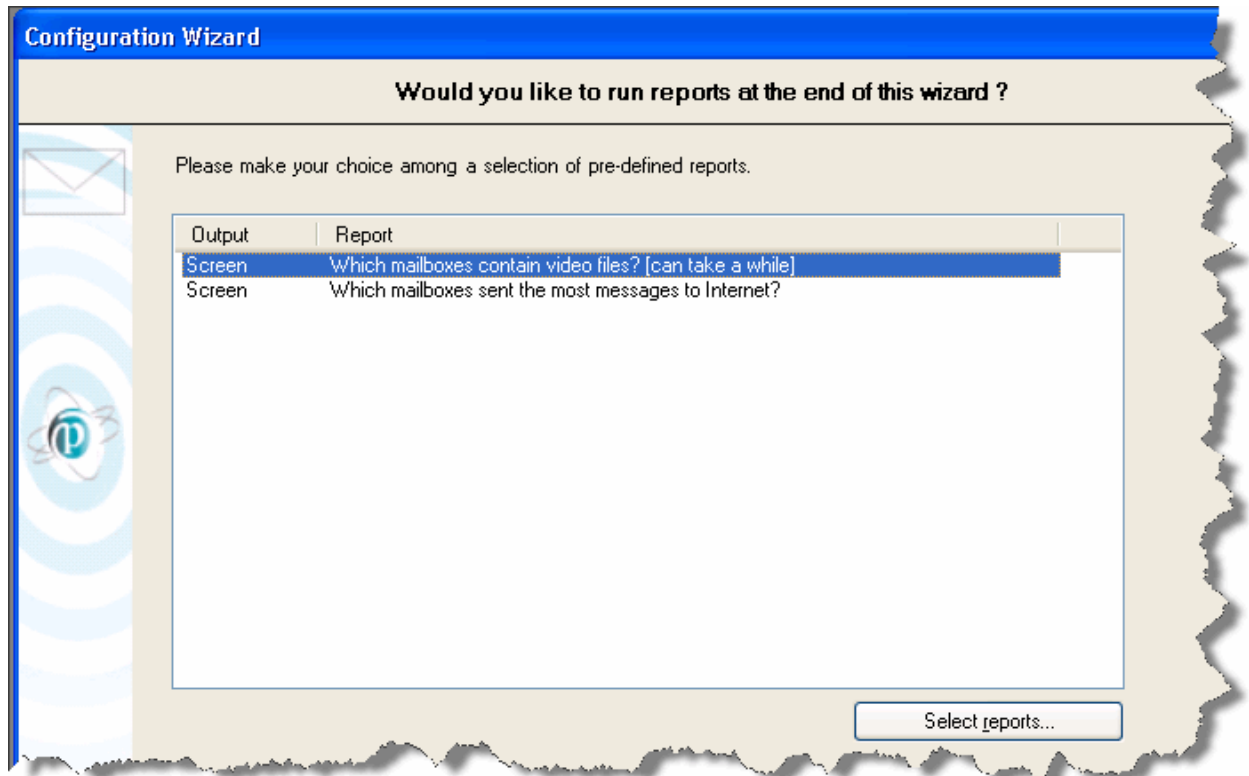 Configuration Wizard
Would you like to run reports at the end of this wizard ?
Please make your choice among a selection of pre-defined reports.
Output Report
Screen Which mailboxes contain video files? [can take a while]
Screen Which mailboxes sent the most messages to Internet?
p
Select reports...